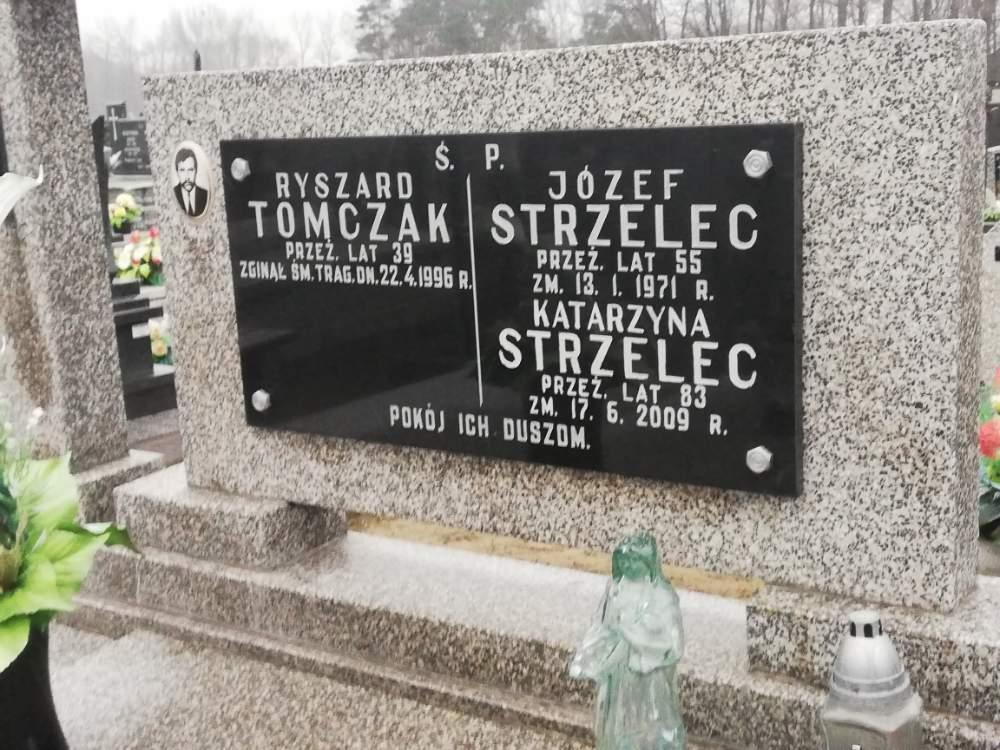 Ś. P.
RYSZARD
TOMCZAK
PRZEŻ. LAT 39
ZGINĄŁ ŚM.TRAG.DN.22.4.1996 R.
JÓZEF
STRZELEC
PRZEŻ. LAT 55
ZM. 13. 1. 1971 R.
KATARZYNA
STRZELEC
PRZEŻ. LAT 83
ZM. 17. 6. 2009 R.
POKÓJ ICH DUSZOM.